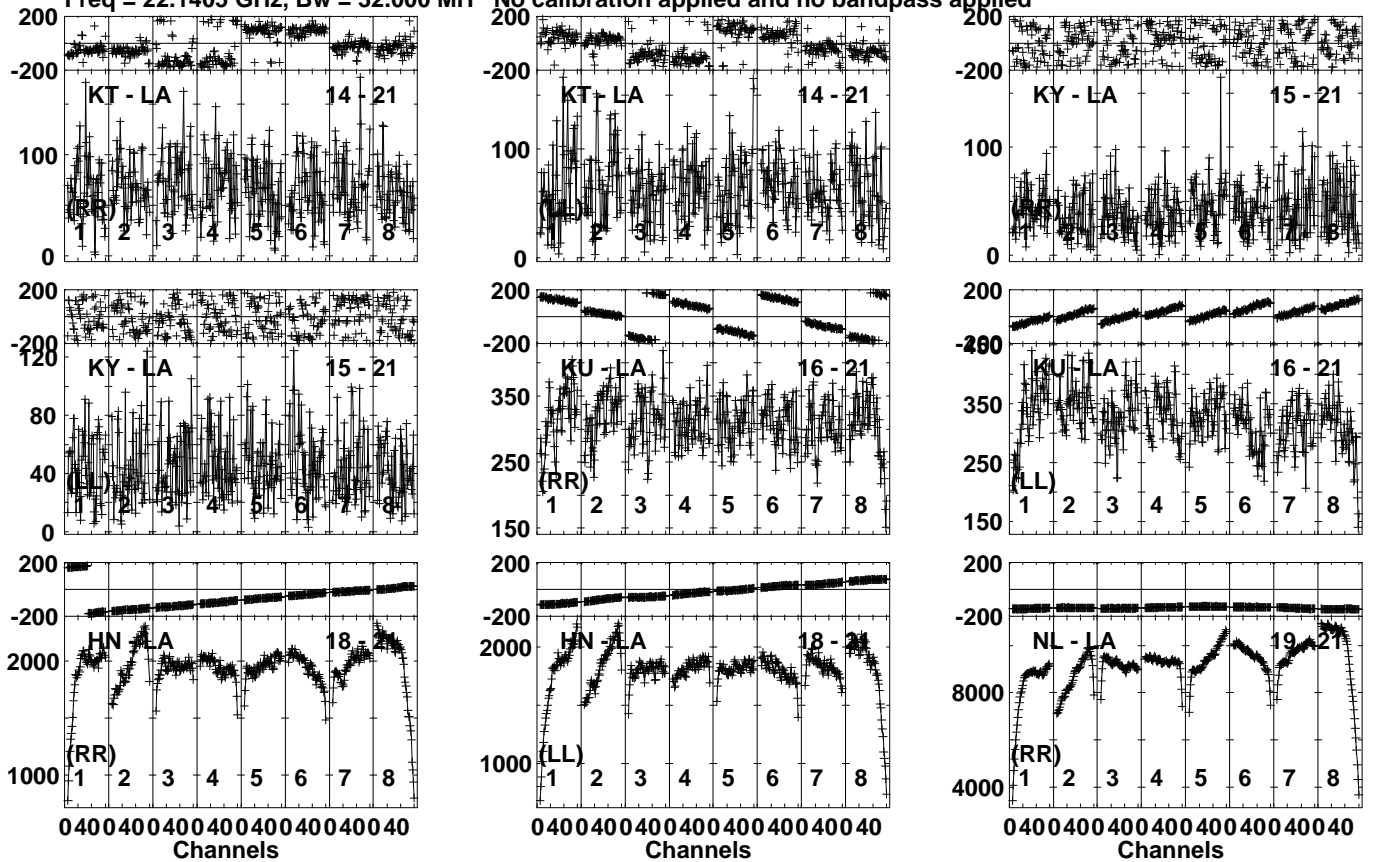 Freq = 22.1405 GHz, Bw = 32.000 MH No calibration applied and no bandpass applied
200 200 200
-200 -200 -200
KT - LA 14 - 21 KT - LA 14 - 21 KY - LA 15 - 21
100 100 100
(RR) (LL) (RR)
1 2 3 4 5 6 7 8 1 2 3 4 5 6 7 8 1 2 3 4 5 6 7 8
0 0 0
200 200 200
-200 -200 -200
120 450
KY - LA 15 - 21 KU - LA 16 - 21 KU - LA 16 - 21
80 350 350
40 250 250
(LL) (RR) (LL)
1 2 3 4 5 6 7 8 1 2 3 4 5 6 7 8 1 2 3 4 5 6 7 8
0 150 150
200 200 200
-200 -200 -200
HN - LA 18 - 21 HN - LA 18 - 21 NL - LA 19 - 21
2000 2000 8000
(RR) (LL) (RR)
1000 1000 4000
1 2 3 4 5 6 7 8 1 2 3 4 5 6 7 8 1 2 3 4 5 6 7 8
0 40 0 40 0 40 0 40 0 40 0 40 0 40 0 40 0 40 0 40 0 40 0 40 0 40 0 40 0 40 0 40 0 40 0 40 0 40 0 40 0 40 0 40 0 40 0 40
Channels Channels Channels